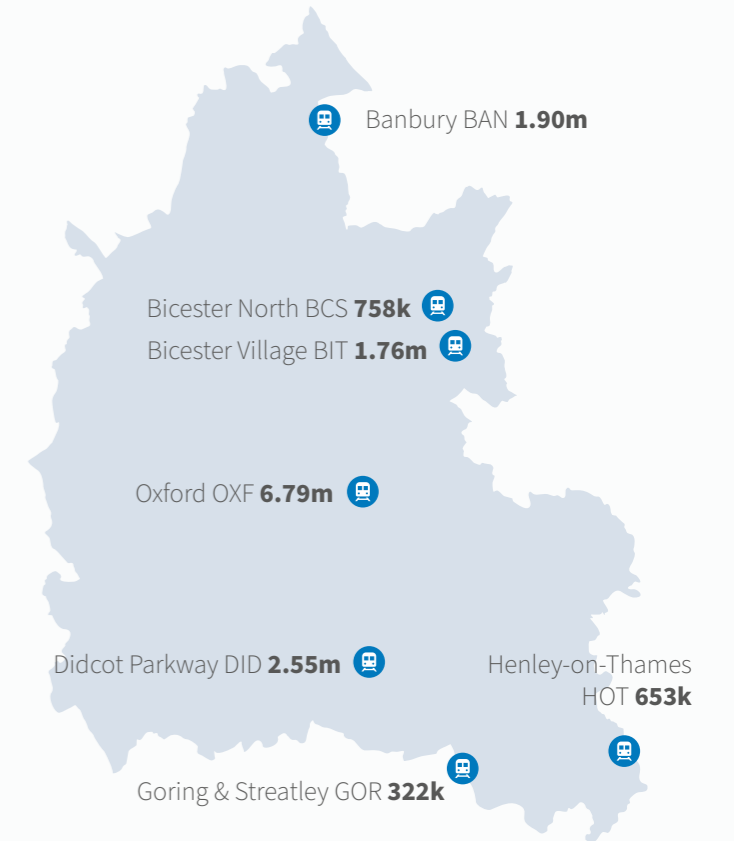 Banbury BAN 1.90m
Bicester North BCS 758k
Bicester Village BIT 1.76m
Oxford OXF 6.79m
Didcot Parkway DID 2.55m
Henley-on-Thames
HOT 653k
Goring & Streatley GOR 322k